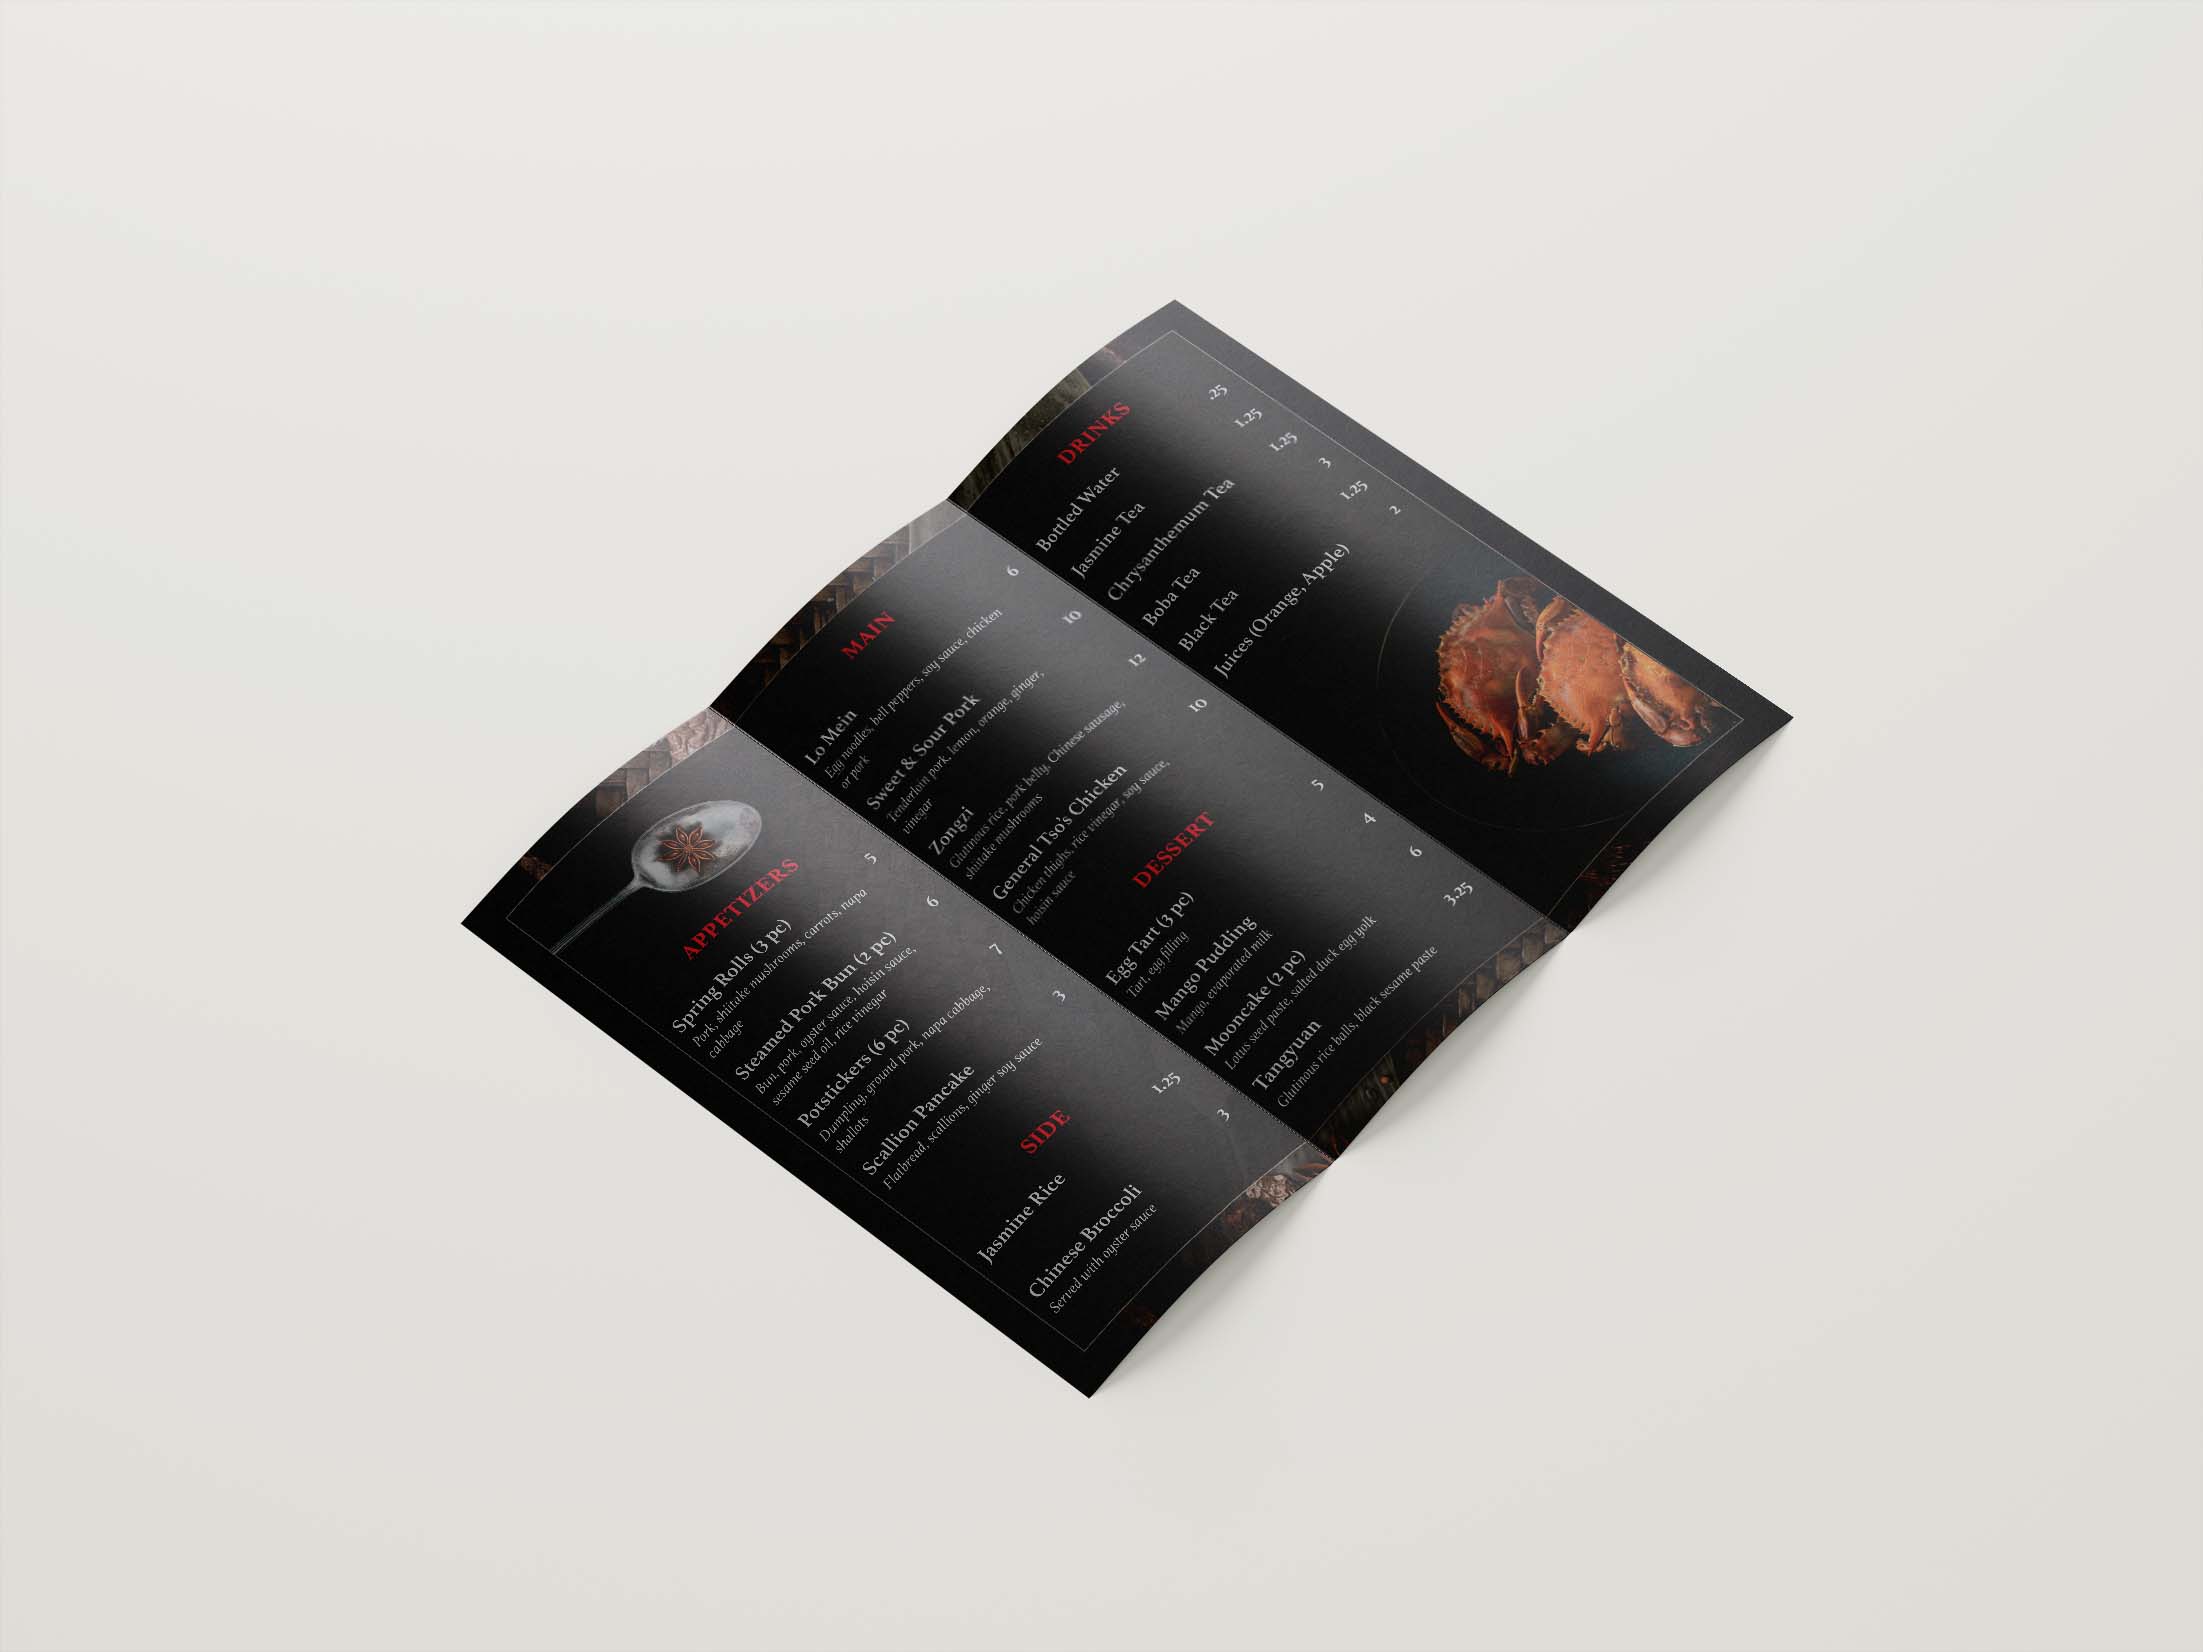 APPETIZERS
Spring Rolls (3 pc) 5
Pork, shiitake mushrooms, carrots, napa
cabbage
Steamed Pork Bun (2 pc) 6
Bun, pork, oyster sauce, hoisin sauce,
sesame seed oil, rice vinegar
Potstickers (6 pc) 7
Dumpling, ground pork, napa cabbage,
shallots
Scallion Pancake 3
Flatbread, scallions, ginger soy sauce
SIDE
Jasmine Rice 1.25
Chinese Broccoli 3
Served with oyster sauce
MAIN
Lo Mein 6
Egg noodles, bell peppers, soy sauce, chicken
or pork
Sweet & Sour Pork 10
Tenderloin pork, lemon, orange, ginger,
vinegar
Zongzi 12
Glutinous rice, pork belly, Chinese sausage,
shiitake mushrooms
General Tso's Chicken 10
Chicken thighs, rice vinegar, soy sauce,
hoisin sauce
DESSERT
Egg Tart (3 pc) 5
Tart, egg filling
Mango Pudding 4
Mango, evaporated milk
Mooncake (2 pc) 6
Lotus seed paste, salted duck egg yolk
Tangyuan 3.25
Glutinous rice balls, black sesame paste
DRINKS
Bottled Water .25
Jasmine Tea 1.25
Chrysanthemum Tea 1.25
Boba Tea 3
Black Tea 1.25
Juices (Orange, Apple) 2